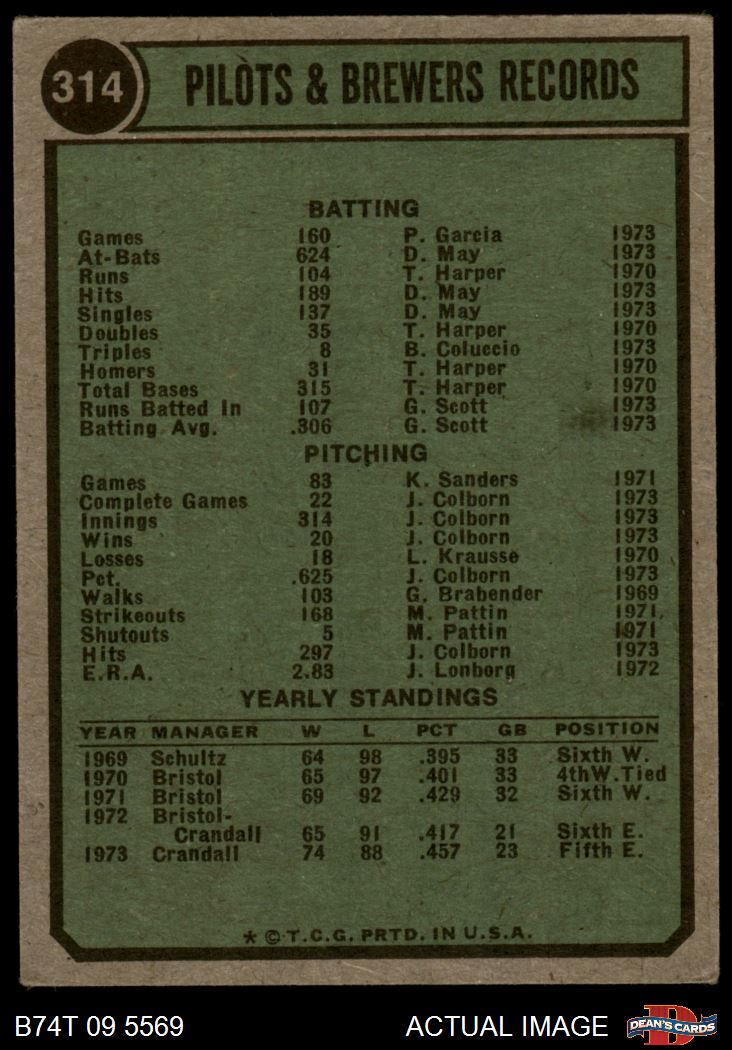 314 PILOTS & BREWERS RECORDS
BATTING
Games 160 P. Garcia 1973
At-Bats 624 D. May 1973
Runs 104 T. Harper 1970
Hits 189 D. May 1973
Singles 137 D. May 1973
Doubles 35 T. Harper 1970
Triples 8 B. Coluccio 1973
Homers 31 T. Harper 1970
Total Bases 315 T. Harper 1970
Runs Batted In 107 G. Scott 1973
Batting Avg. .306 G. Scott 1973
PITCHING
Games 83 K. Sanders 1971
Complete Games 22 J. Colborn 1973
Innings 314 J. Colborn 1973
Wins 20 J. Colborn 1973
Losses 18 L. Krausse 1970
Pct. .625 J. Colborn 1973
Walks 103 G. Brabender 1969
Strikeouts 168 M. Pattin 1971
Shutouts 5 M. Pattin 1971
Hits 297 J. Colborn 1973
E.R.A. 2.83 J. Lonborg 1972
YEARLY STANDINGS
YEAR MANAGER W L PCT GB POSITION
1969 Schultz 64 98 .395 33 Sixth W.
1970 Bristol 65 97 .401 33 4thW.Tied
1971 Bristol 69 92 .429 32 Sixth W.
1972 Bristol-
Crandall 65 91 .417 21 Sixth E.
1973 Crandall 74 88 .457 23 Fifth E.
* © T.C.G. PRTD. IN U.S.A.
B74T 09 5569 ACTUAL IMAGE D DEAN'S CARDS